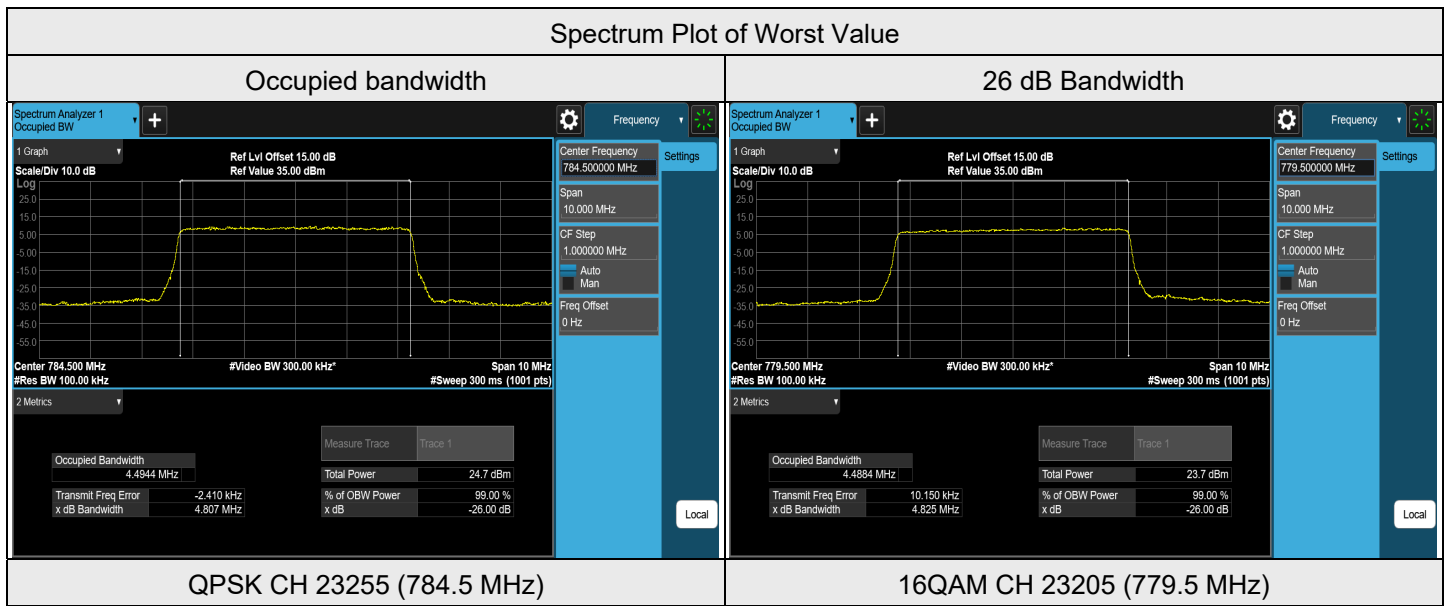 Spectrum Plot of Worst Value
Occupied bandwidth
26 dB Bandwidth
Spectrum Analyzer 1
Occupied BW
+
Frequency
1 Graph
Ref Lvl Offset 15.00 dB
Scale/Div 10.0 dB
Ref Value 35.00 dBm
Log
25.0
15.0
5.00
-5.00
-15.0
-25.0
-35.0
-45.0
-55.0
Center 784.500 MHz
#Video BW 300.00 kHz*
Span 10 MHz
#Res BW 100.00 kHz
#Sweep 300 ms (1001 pts)
Center Frequency
784.500000 MHz
Settings
Span
10.000 MHz
CF Step
1.000000 MHz
Auto
Man
Freq Offset
0 Hz
Local
2 Metrics
Measure Trace Trace 1
Occupied Bandwidth
4.4944 MHz
Total Power 24.7 dBm
Transmit Freq Error -2.410 kHz
% of OBW Power 99.00 %
x dB Bandwidth 4.807 MHz
x dB -26.00 dB
Spectrum Analyzer 1
Occupied BW
+
Frequency
1 Graph
Ref Lvl Offset 15.00 dB
Scale/Div 10.0 dB
Ref Value 35.00 dBm
Log
25.0
15.0
5.00
-5.00
-15.0
-25.0
-35.0
-45.0
-55.0
Center 779.500 MHz
#Video BW 300.00 kHz*
Span 10 MHz
#Res BW 100.00 kHz
#Sweep 300 ms (1001 pts)
Center Frequency
779.500000 MHz
Settings
Span
10.000 MHz
CF Step
1.000000 MHz
Auto
Man
Freq Offset
0 Hz
Local
2 Metrics
Measure Trace Trace 1
Occupied Bandwidth
4.4884 MHz
Total Power 23.7 dBm
Transmit Freq Error 10.150 kHz
% of OBW Power 99.00 %
x dB Bandwidth 4.825 MHz
x dB -26.00 dB
QPSK CH 23255 (784.5 MHz)
16QAM CH 23205 (779.5 MHz)